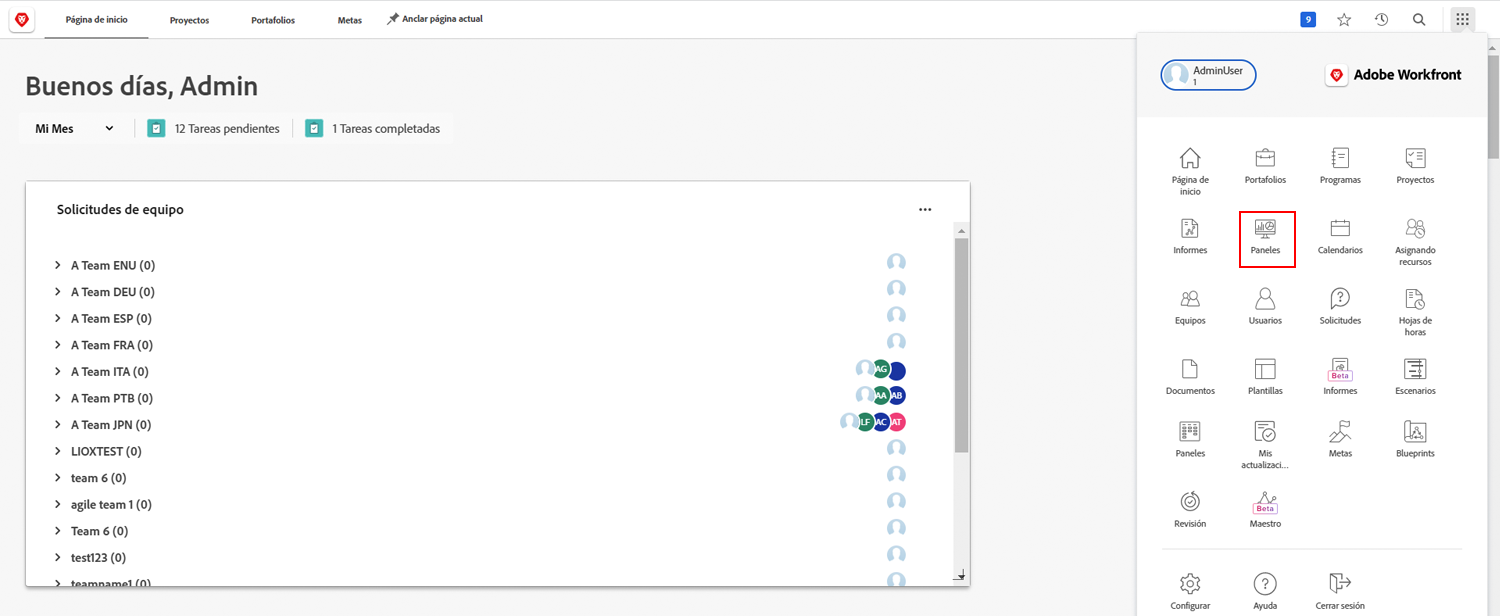 Página de inicio
Proyectos
Portafolios
Metas
Anclar página actual
9
Buenos días, Admin
Mi Mes
12 Tareas pendientes
1 Tareas completadas
Solicitudes de equipo
A Team ENU (0)
A Team DEU (0)
A Team ESP (0)
A Team FRA (0)
A Team ITA (0)
AG
A Team PTB (0)
AA
AB
A Team JPN (0)
LF
AC
AT
LIOXTEST (0)
team 6 (0)
agile team 1 (0)
Team 6 (0)
test123 (0)
teamname1 (0)
AdminUser
1
Adobe Workfront
Página de
inicio
Portafolios
Programas
Proyectos
Informes
Paneles
Calendarios
Asignando
recursos
Equipos
Usuarios
Solicitudes
Hojas de
horas
Documentos
Plantillas
Beta
Informes
Escenarios
Paneles
Mis
actualizaci...
Metas
Blueprints
Revisión
Beta
Maestro
Configurar
Ayuda
Cerrar sesión